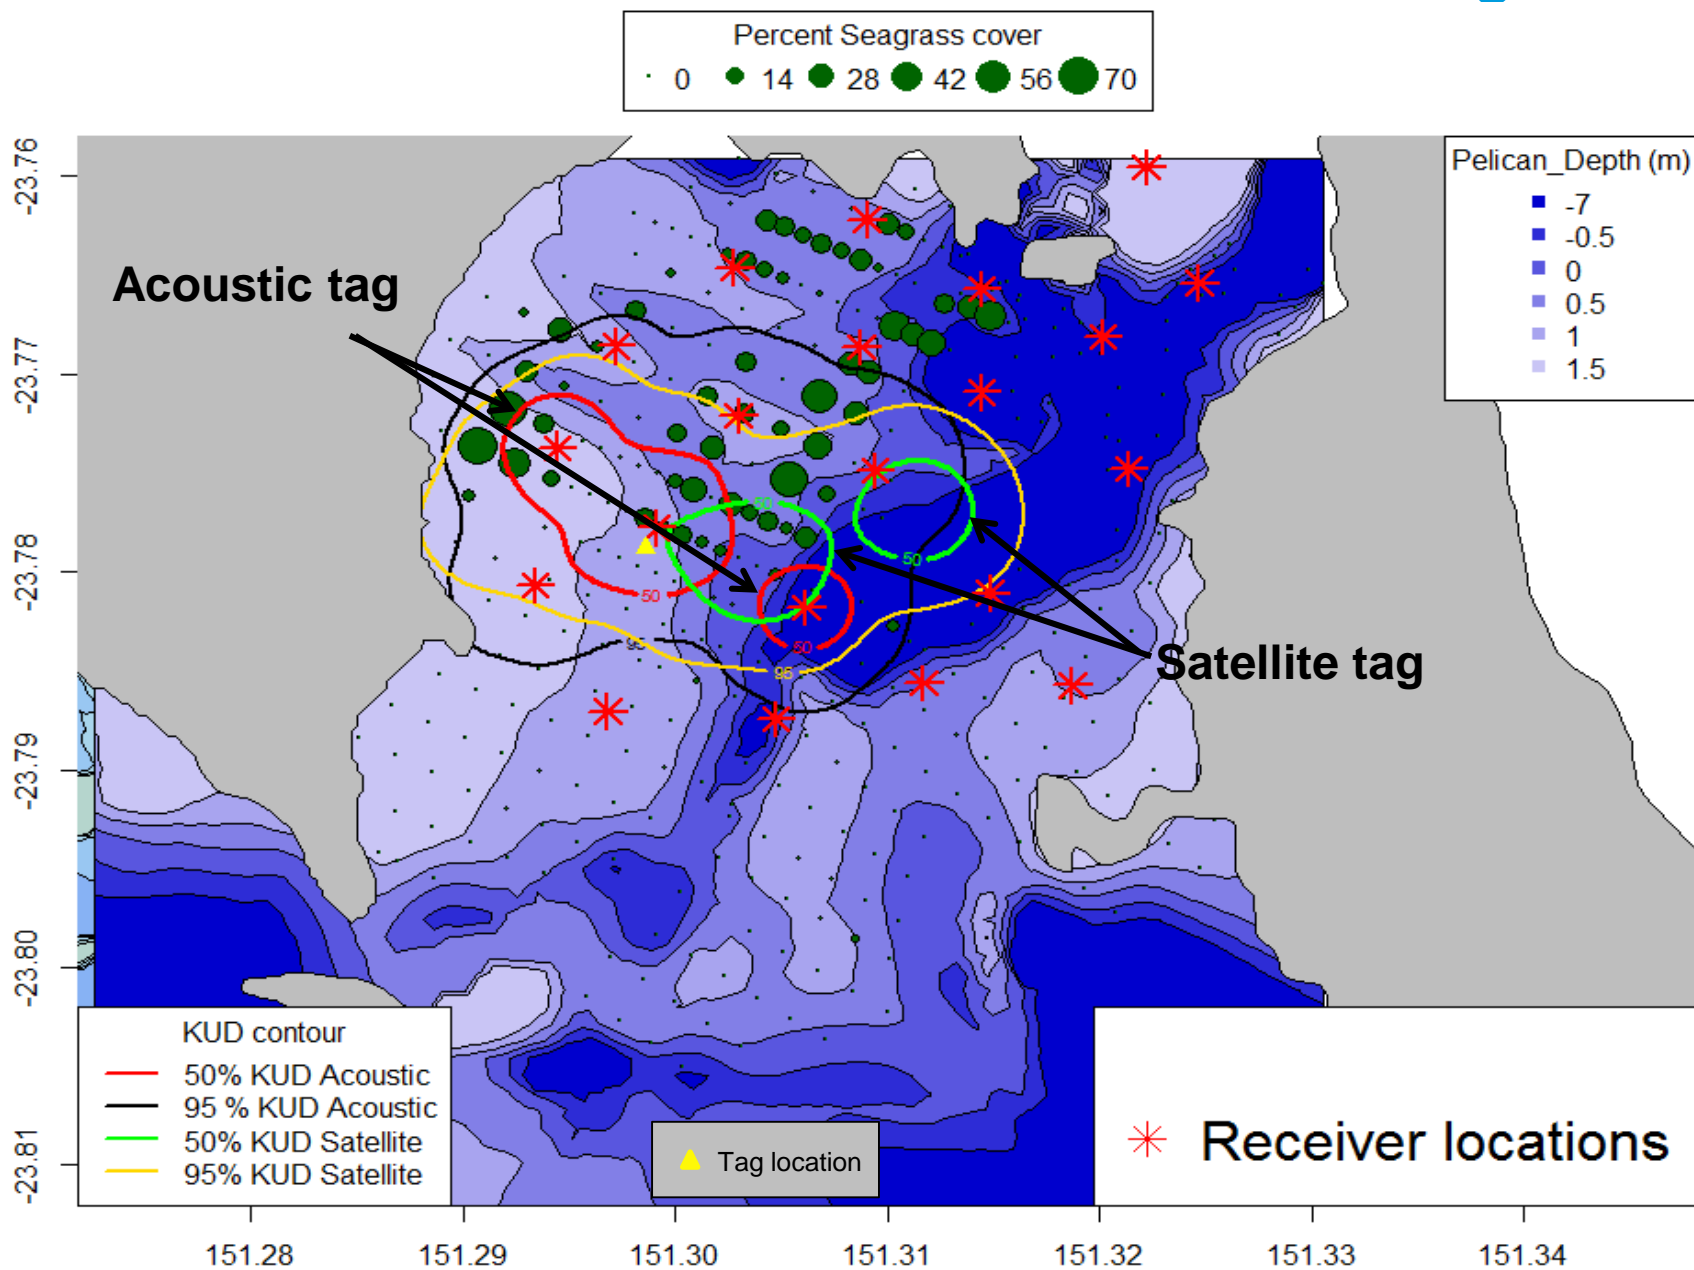 Percent Seagrass cover
0 14 28 42 56 70
Pelican_Depth (m)
-7
-0.5
0
0.5
1
1.5
Acoustic tag
Satellite tag
50
50
50
50
95
95
-23.76
-23.77
-23.78
-23.79
-23.80
-23.81
KUD contour
50% KUD Acoustic
95 % KUD Acoustic
50% KUD Satellite
95% KUD Satellite
Tag location
Receiver locations
151.28 151.29 151.30 151.31 151.32 151.33 151.34